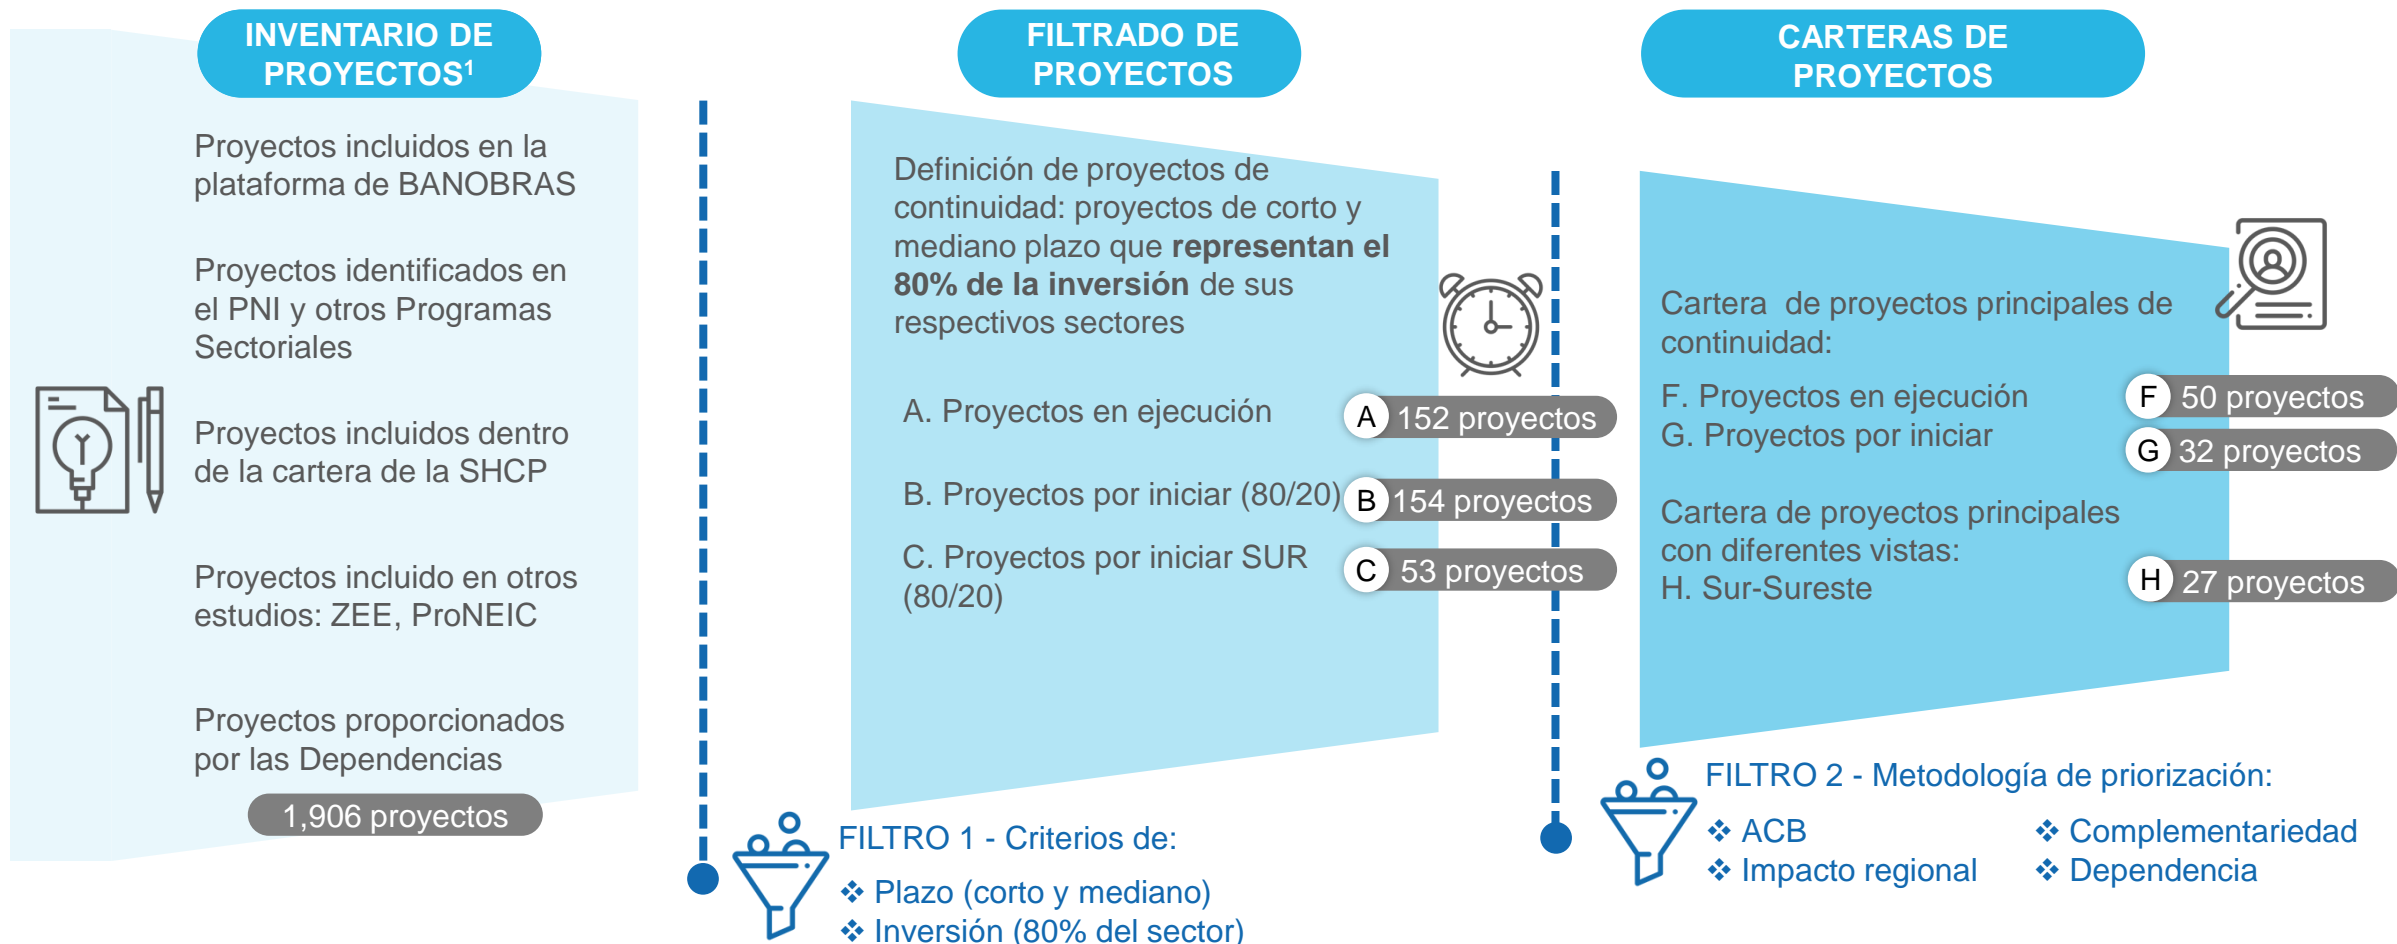 INVENTARIO DE
PROYECTOS¹
Proyectos incluidos en la
plataforma de BANOBRAS
Proyectos identificados en
el PNI y otros Programas
Sectoriales
Proyectos incluidos dentro
de la cartera de la SHCP
Proyectos incluido en otros
estudios: ZEE, ProNEIC
Proyectos proporcionados
por las Dependencias
1,906 proyectos
FILTRADO DE
PROYECTOS
Definición de proyectos de
continuidad: proyectos de corto y
mediano plazo que representan el
80% de la inversión de sus
respectivos sectores
A. Proyectos en ejecución
A 152 proyectos
B. Proyectos por iniciar (80/20)
B 154 proyectos
C. Proyectos por iniciar SUR
(80/20)
C 53 proyectos
FILTRO 1 - Criterios de:
❖ Plazo (corto y mediano)
❖ Inversión (80% del sector)
CARTERAS DE
PROYECTOS
Cartera de proyectos principales de
continuidad:
F. Proyectos en ejecución
F 50 proyectos
G. Proyectos por iniciar
G 32 proyectos
Cartera de proyectos principales
con diferentes vistas:
H. Sur-Sureste
H 27 proyectos
FILTRO 2 - Metodología de priorización:
❖ ACB
❖ Impacto regional
❖ Complementariedad
❖ Dependencia